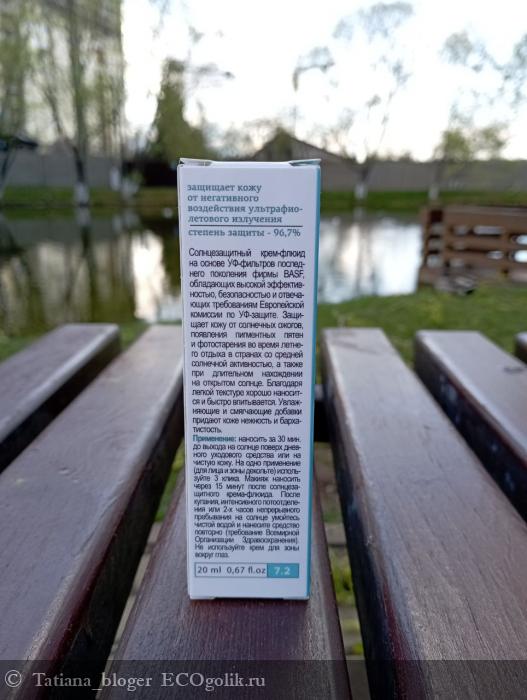 защищает кожу
от негативного
воздействия ультрафио-
летового излучения
степень защиты - 96,7%
Солнцезащитный крем-флюид
на основе УФ-фильтров послед-
него поколения фирмы BASF,
обладающих высокой эффектив-
ностью, безопасностью и отвеча-
ющих требованиям Европейской
комиссии по УФ-защите. Защи-
щает кожу от солнечных ожогов,
появления пигментных пятен
и фотостарения во время летне-
го отдыха в странах со средней
солнечной активностью, а также
при длительном нахождении
на открытом солнце. Благодаря
легкой текстуре хорошо наносит-
ся и быстро впитывается. Увлаж-
няющие и смягчающие добавки
придают коже нежность и барха-
тистость.
Применение: наносить за 30 мин.
до выхода на солнце поверх днев-
ного уходового средства или на
чистую кожу. На одно применение
(для лица и зоны декольте) исполь-
зуйте 3 клика. Макияж наносить
через 15 минут после солнцеза-
щитного крема-флюида. После
купания, интенсивного потоотделе-
ния или 2-х часов непрерывного
пребывания на солнце умойтесь
чистой водой и нанесите средство
повторно (требование Всемирной
Организации Здравоохранения).
Не используйте крем для зоны
вокруг глаз.
20 ml 0,67 fl.oz 7.2
© Tatiana_bloger ECOgolik.ru